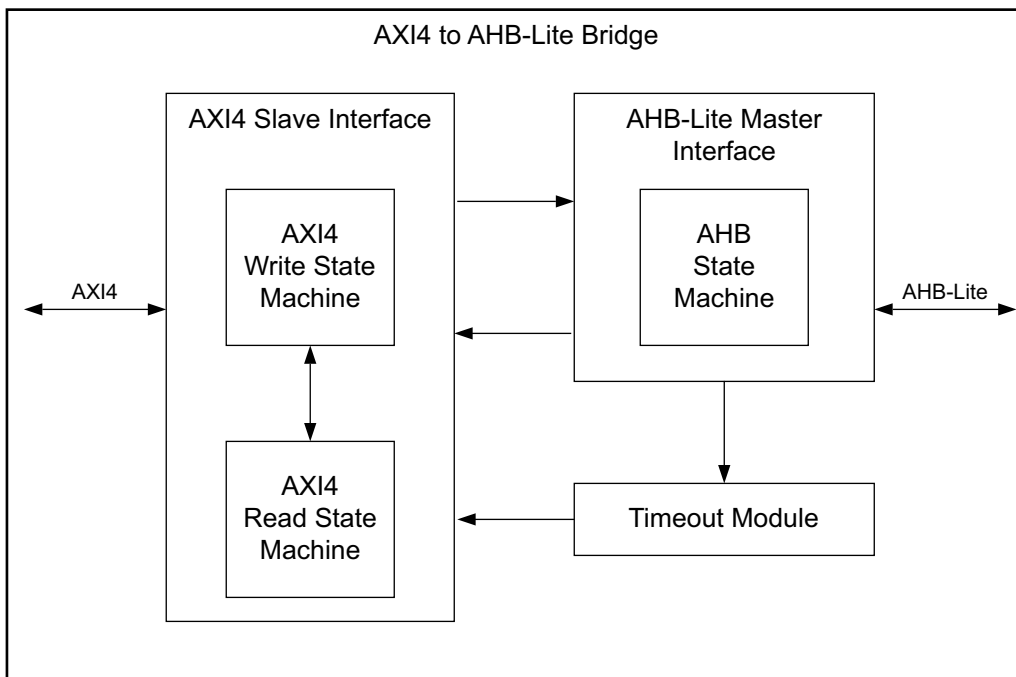 AXI4 to AHB-Lite Bridge
AXI4 Slave Interface
AXI4
Write State
Machine
AXI4
Read State
Machine
AHB-Lite Master
Interface
AHB
State
Machine
Timeout Module
AXI4
AHB-Lite